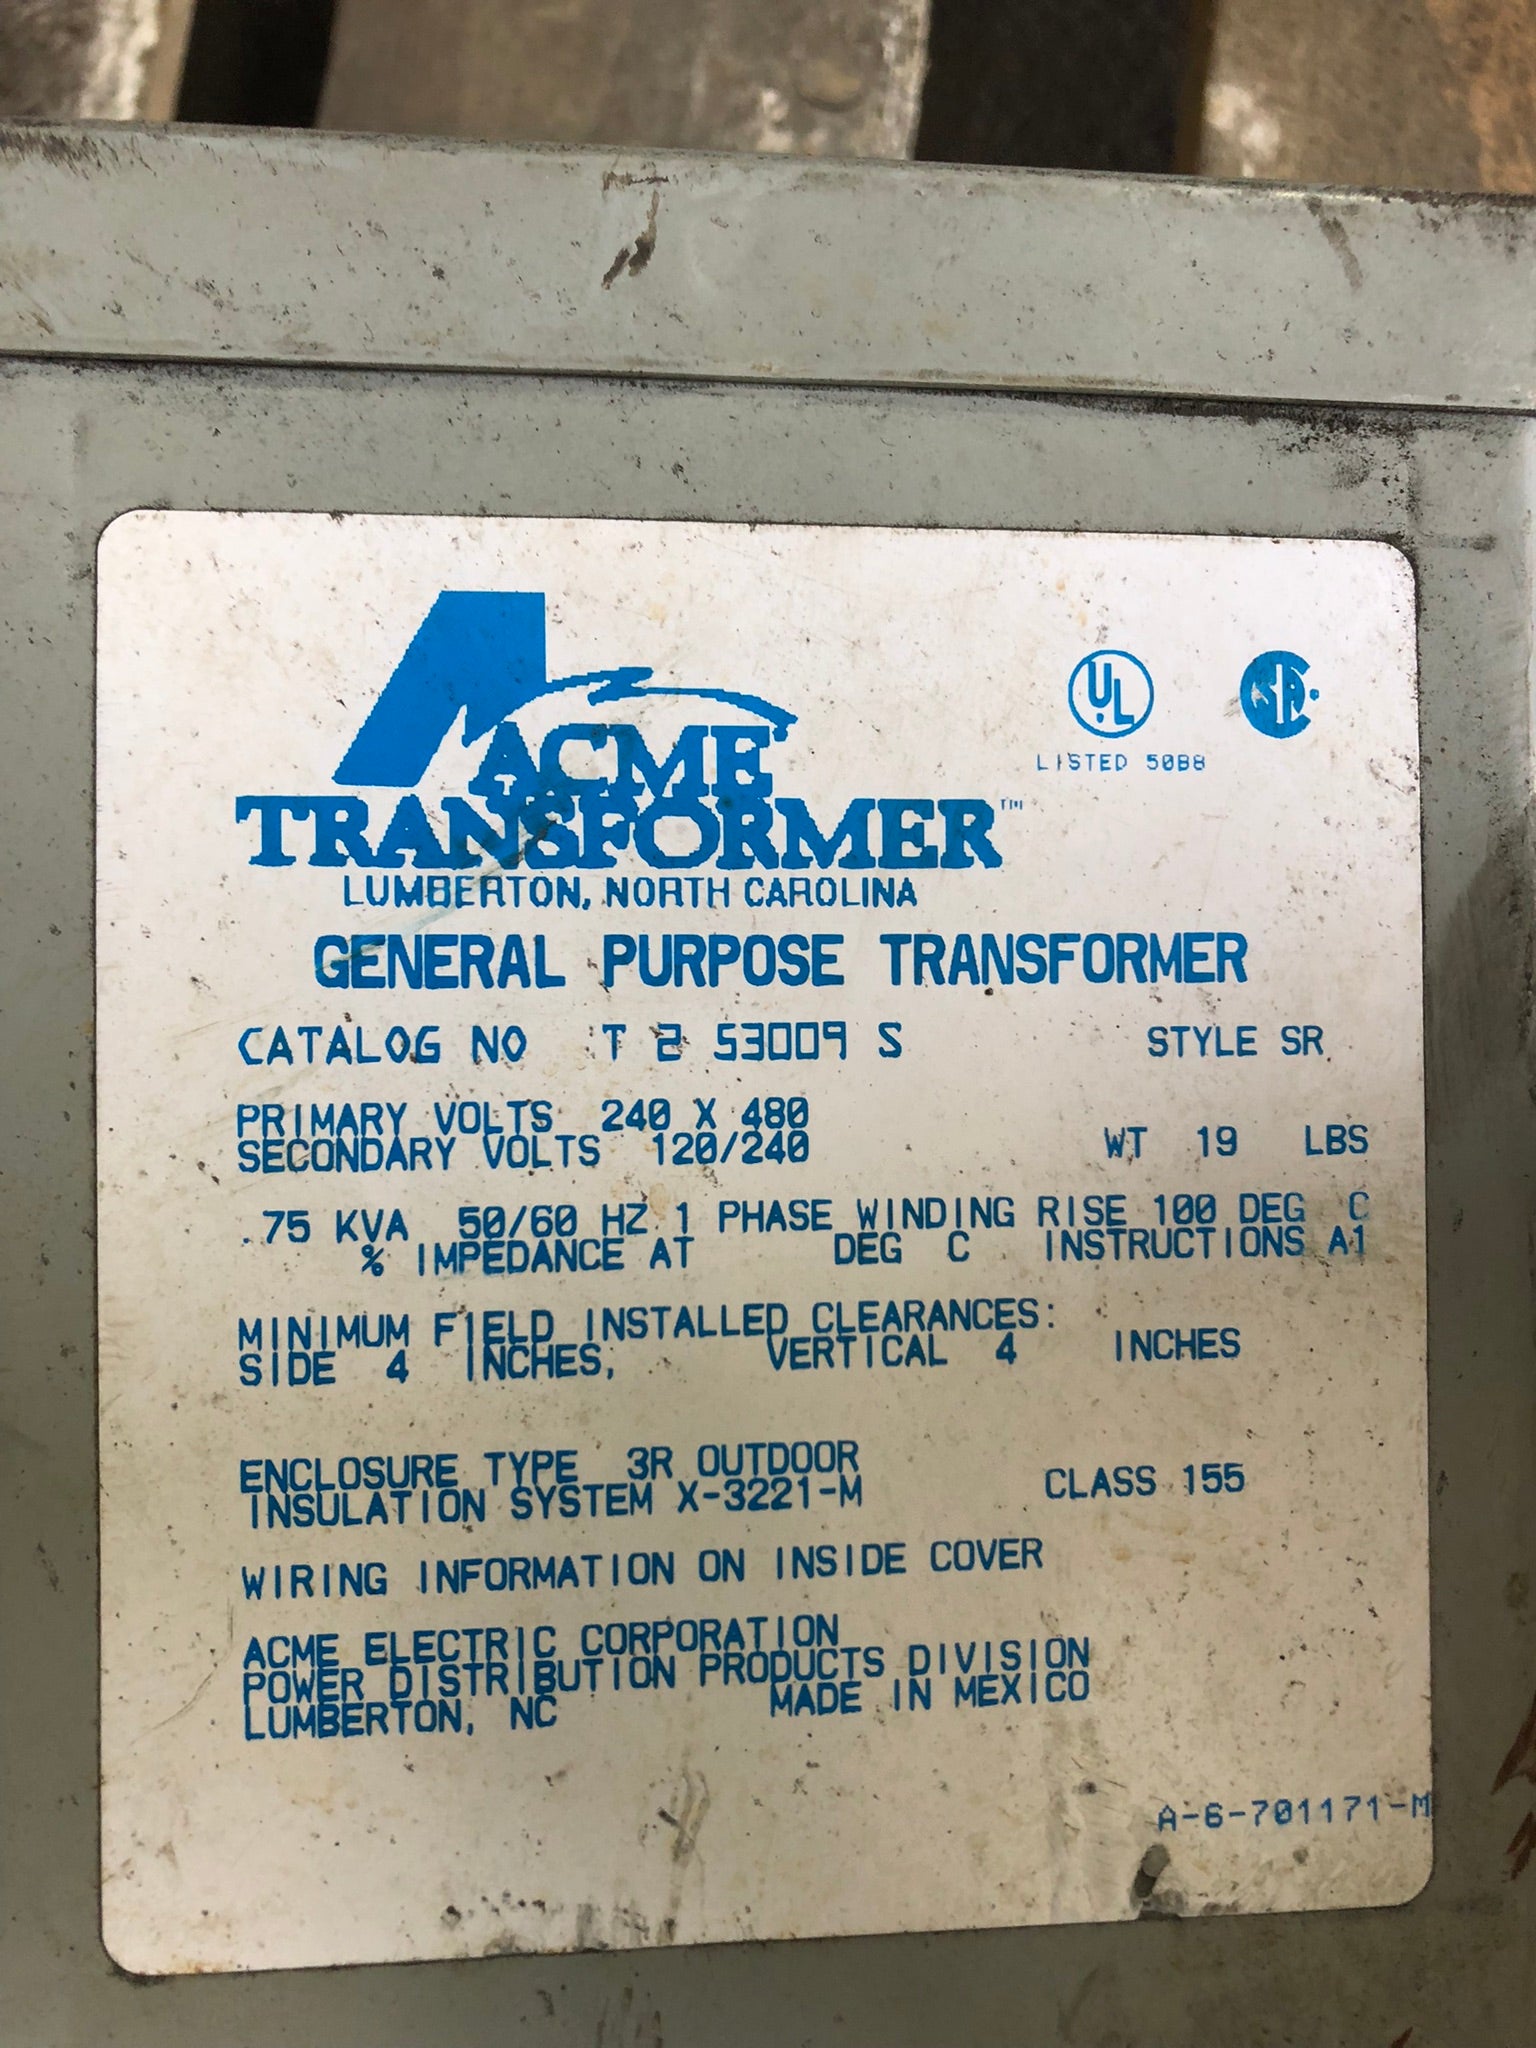 ACME
TRANSFORMER™
LUMBERTON, NORTH CAROLINA
UL
LISTED 50B8
GENERAL PURPOSE TRANSFORMER
CATALOG NO T 2 53009 S STYLE SR
PRIMARY VOLTS 240 X 480
SECONDARY VOLTS 120/240 WT 19 LBS
.75 KVA 50/60 HZ 1 PHASE WINDING RISE 100 DEG C
% IMPEDANCE AT DEG C INSTRUCTIONS A1
MINIMUM FIELD INSTALLED CLEARANCES:
SIDE 4 INCHES, VERTICAL 4 INCHES
ENCLOSURE TYPE 3R OUTDOOR
INSULATION SYSTEM X-3221-M CLASS 155
WIRING INFORMATION ON INSIDE COVER
ACME ELECTRIC CORPORATION
POWER DISTRIBUTION PRODUCTS DIVISION
LUMBERTON, NC MADE IN MEXICO
A-6-701171-M